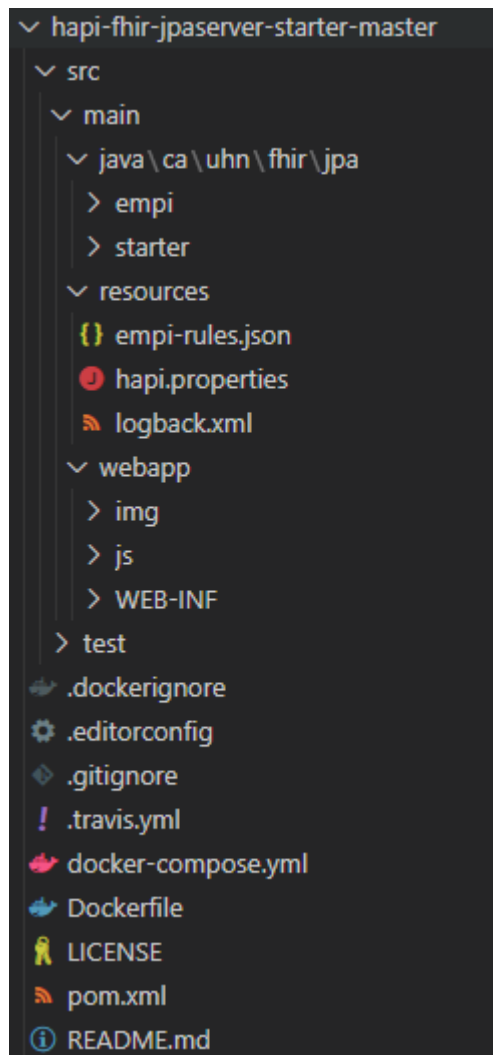 hapi-fhir-jpaserver-starter-master
src
main
java\ca\uhn\fhir\jpa
empi
starter
resources
{} empi-rules.json
J hapi.properties
logback.xml
webapp
img
js
WEB-INF
test
.dockerignore
.editorconfig
.gitignore
! .travis.yml
docker-compose.yml
Dockerfile
LICENSE
pom.xml
README.md